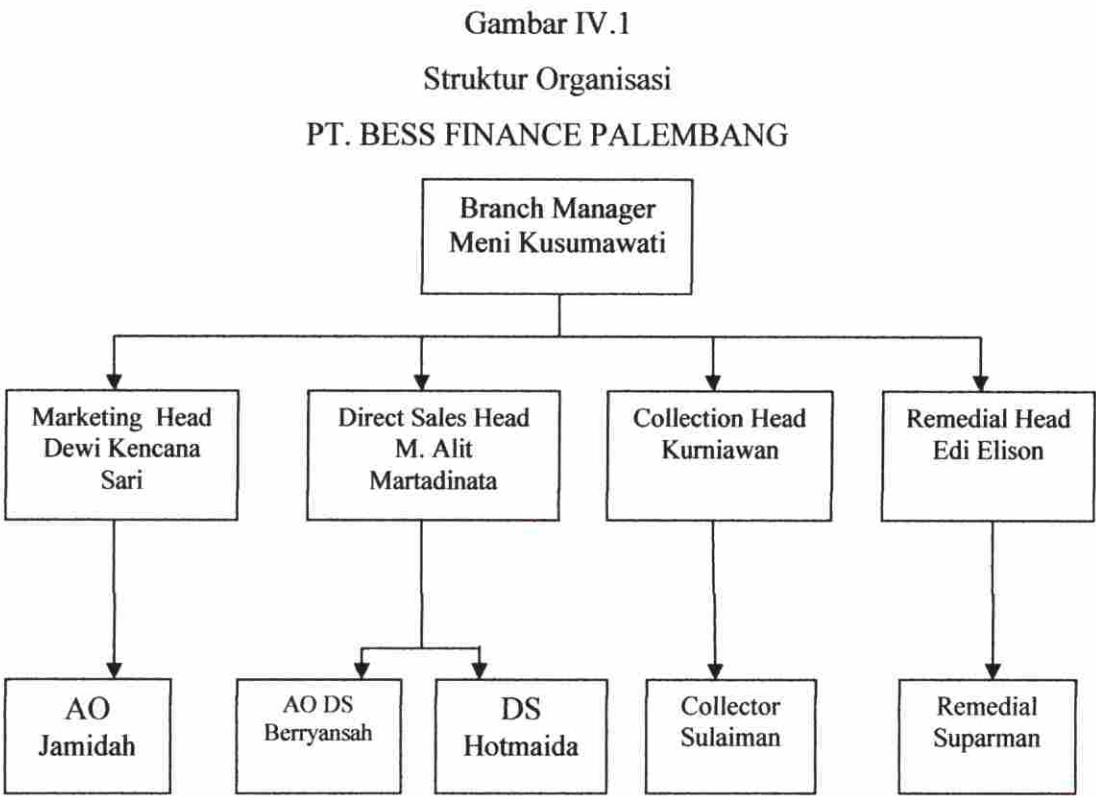 Gambar IV.1
Struktur Organisasi
PT. BESS FINANCE PALEMBANG
Branch Manager
Meni Kusumawati
Marketing Head
Dewi Kencana
Sari
Direct Sales Head
M. Alit
Martadinata
Collection Head
Kurniawan
Remedial Head
Edi Elison
AO
Jamidah
AO DS
Berryansah
DS
Hotmaida
Collector
Sulaiman
Remedial
Suparman